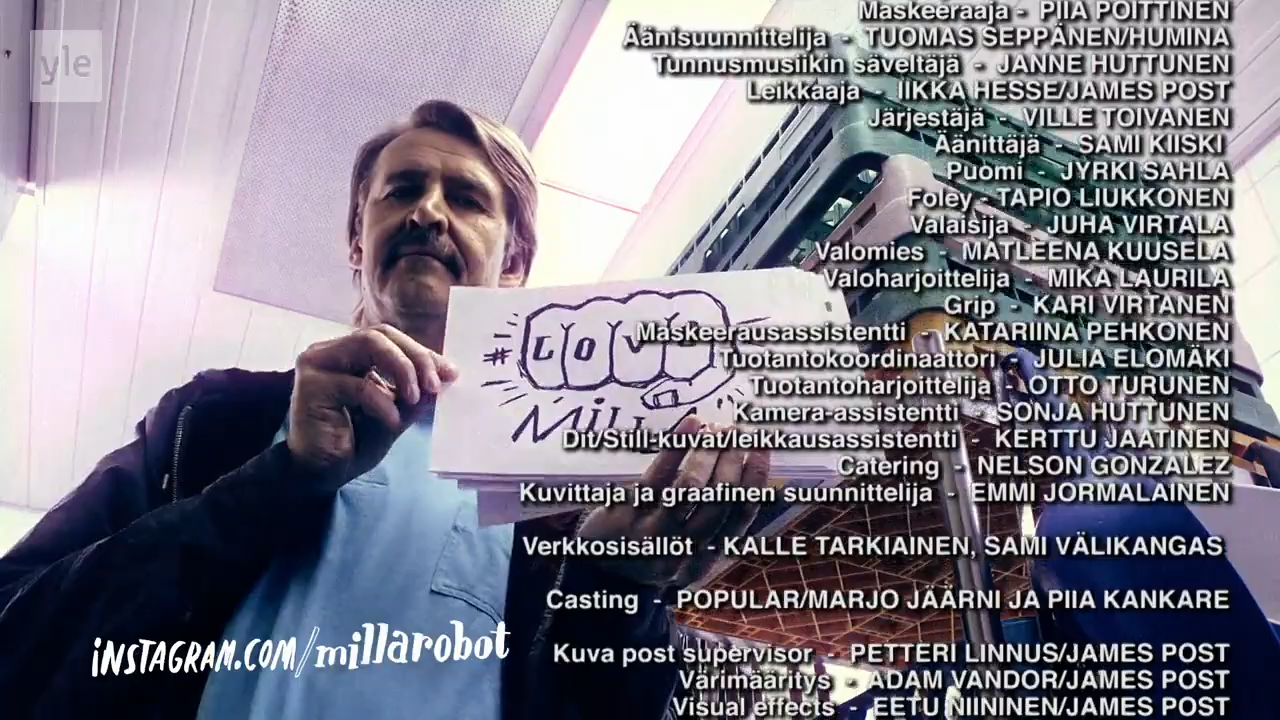 yle
Maskeeraaja - PIIA POITTINEN
Äänisuunnittelija - TUOMAS SEPPÄNEN/HUMINA
Tunnusmusiikin säveltäjä - JANNE HUTTUNEN
Leikkaaja - IIKKA HESSE/JAMES POST
Järjestäjä - VILLE TOIVANEN
Äänittäjä - SAMI KIISKI
Puomi - JYRKI SAHLA
Foley - TAPIO LIUKKONEN
Valaisija - JUHA VIRTALA
Valomies - MATLEENA KUUSELA
Valoharjoittelija - MIKA LAURILA
Grip - KARI VIRTANEN
Maskeerausassistentti - KATARIINA PEHKONEN
Tuotantokoordinaattori - JULIA ELOMÄKI
Tuotantoharjoittelija - OTTO TURUNEN
Kamera-assistentti - SONJA HUTTUNEN
Dit/Still-kuvat/leikkausassistentti - KERTTU JAATINEN
Catering - NELSON GONZALEZ
Kuvittaja ja graafinen suunnittelija - EMMI JORMALAINEN
Verkkosisällöt - KALLE TARKIAINEN, SAMI VÄLIKANGAS
Casting - POPULAR/MARJO JÄÄRNI JA PIIA KANKARE
Kuva post supervisor - PETTERI LINNUS/JAMES POST
Värimääritys - ADAM VANDOR/JAMES POST
Visual effects - EETU NIININEN/JAMES POST
#LOVE
MILLA
INSTAGRAM.COM/millarobot